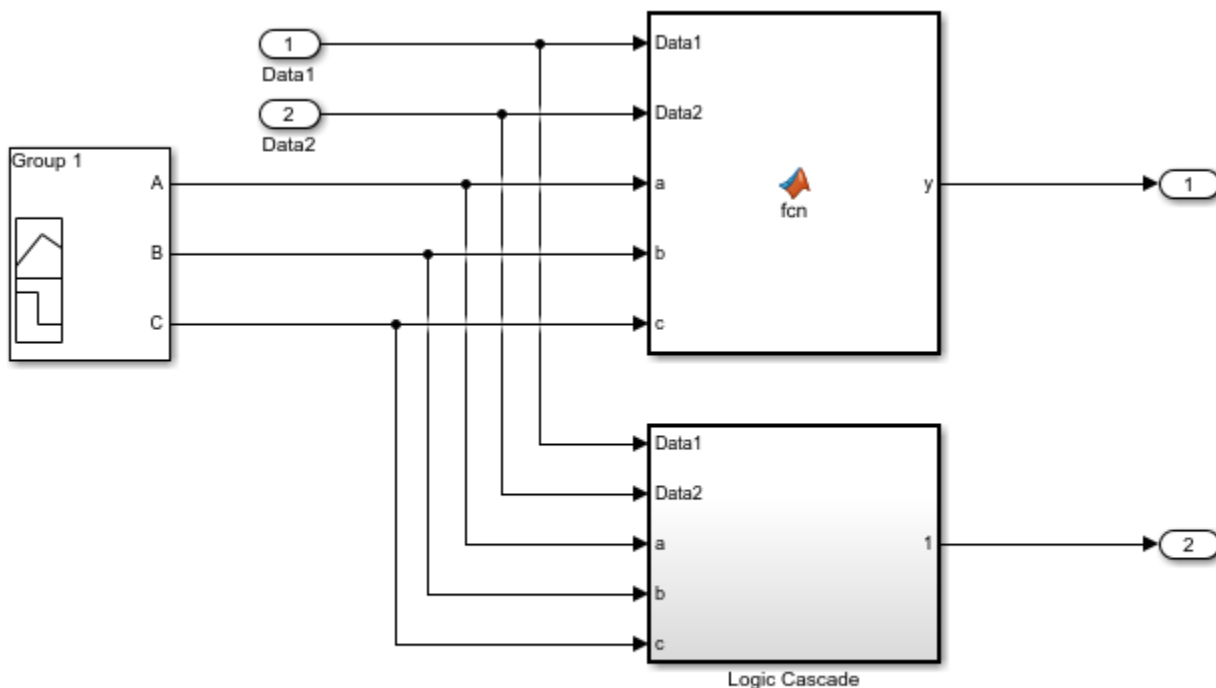 1
Data1
2
Data2
Group 1
A
B
C
Data1
Data2
a
b
c
fcn
y
1
Data1
Data2
a
b
c
1
2
Logic Cascade